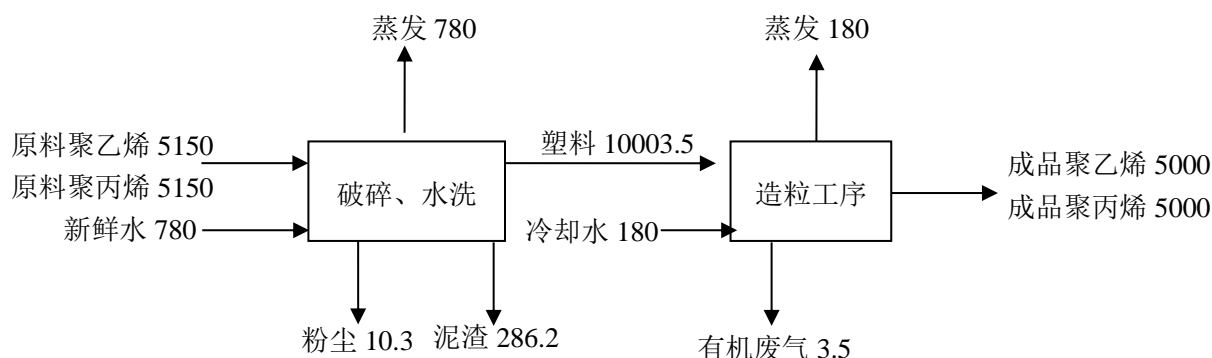 蒸发 780
蒸发 180
原料聚乙烯 5150
原料聚丙烯 5150
新鲜水 780
破碎、水洗
塑料 10003.5
冷却水 180
造粒工序
成品聚乙烯 5000
成品聚丙烯 5000
粉尘 10.3
泥渣 286.2
有机废气 3.5